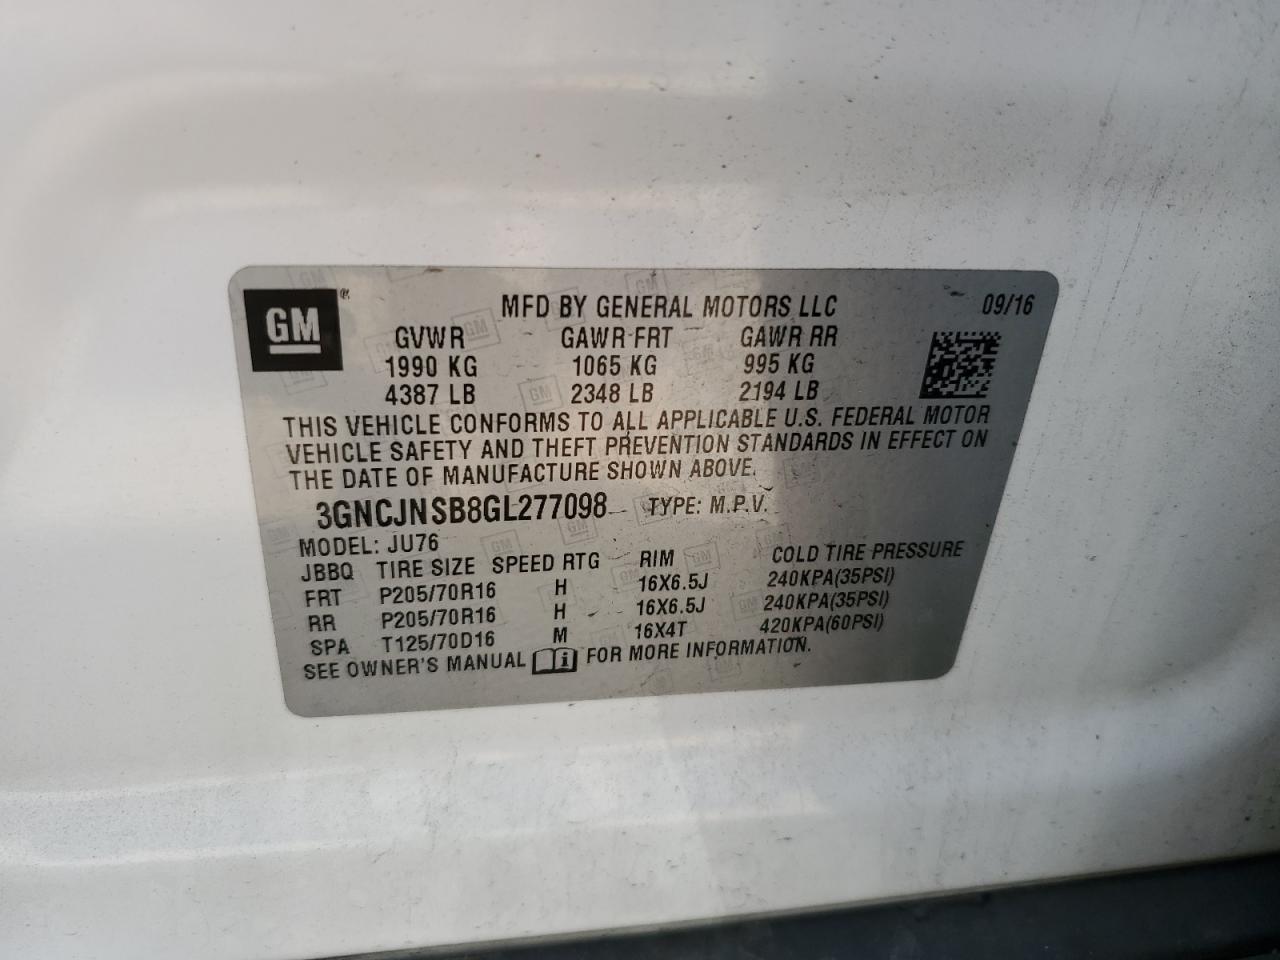 GM®
MFD BY GENERAL MOTORS LLC 09/16
GVWR GAWR FRT GAWR RR
1990 KG 1065 KG 995 KG
4387 LB 2348 LB 2194 LB
THIS VEHICLE CONFORMS TO ALL APPLICABLE U.S. FEDERAL MOTOR
VEHICLE SAFETY AND THEFT PREVENTION STANDARDS IN EFFECT ON
THE DATE OF MANUFACTURE SHOWN ABOVE.
3GNCJNSB8GL277098 TYPE: M.P.V.
MODEL: JU76
JBBQ TIRE SIZE SPEED RTG RIM COLD TIRE PRESSURE
FRT P205/70R16 H 16X6.5J 240KPA(35PSI)
RR P205/70R16 H 16X6.5J 240KPA(35PSI)
SPA T125/70D16 M 16X4T 420KPA(60PSI)
SEE OWNER'S MANUAL i FOR MORE INFORMATION.